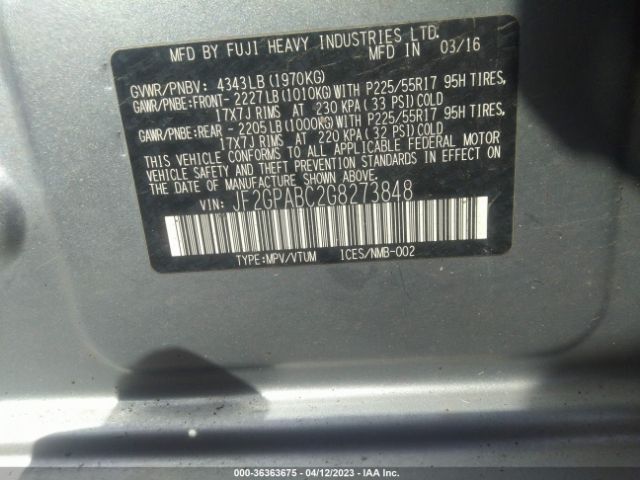 MFD BY FUJI HEAVY INDUSTRIES LTD.
MFD IN 03/16
GVWR/PNBV: 4343LB(1970KG)
GAWR/PNBE:FRONT- 2227LB(1010KG)WITH P225/55R17 95H TIRES,
17X7J RIMS AT 230 KPA(33 PSI)COLD
GAWR/PNBE:REAR - 2205LB(1000KG)WITH P225/55R17 95H TIRES,
17X7J RIMS AT 220 KPA(32 PSI)COLD
THIS VEHICLE CONFORMS TO ALL APPLICABLE FEDERAL MOTOR
VEHICLE SAFETY AND THEFT PREVENTION STANDARDS IN EFFECT ON
THE DATE OF MANUFACTURE SHOWN ABOVE.
VIN: JF2GPABC2G8273848
TYPE:MPV/VTUM ICES/NMB-002
000-36363675 - 04/12/2023 - IAA Inc.